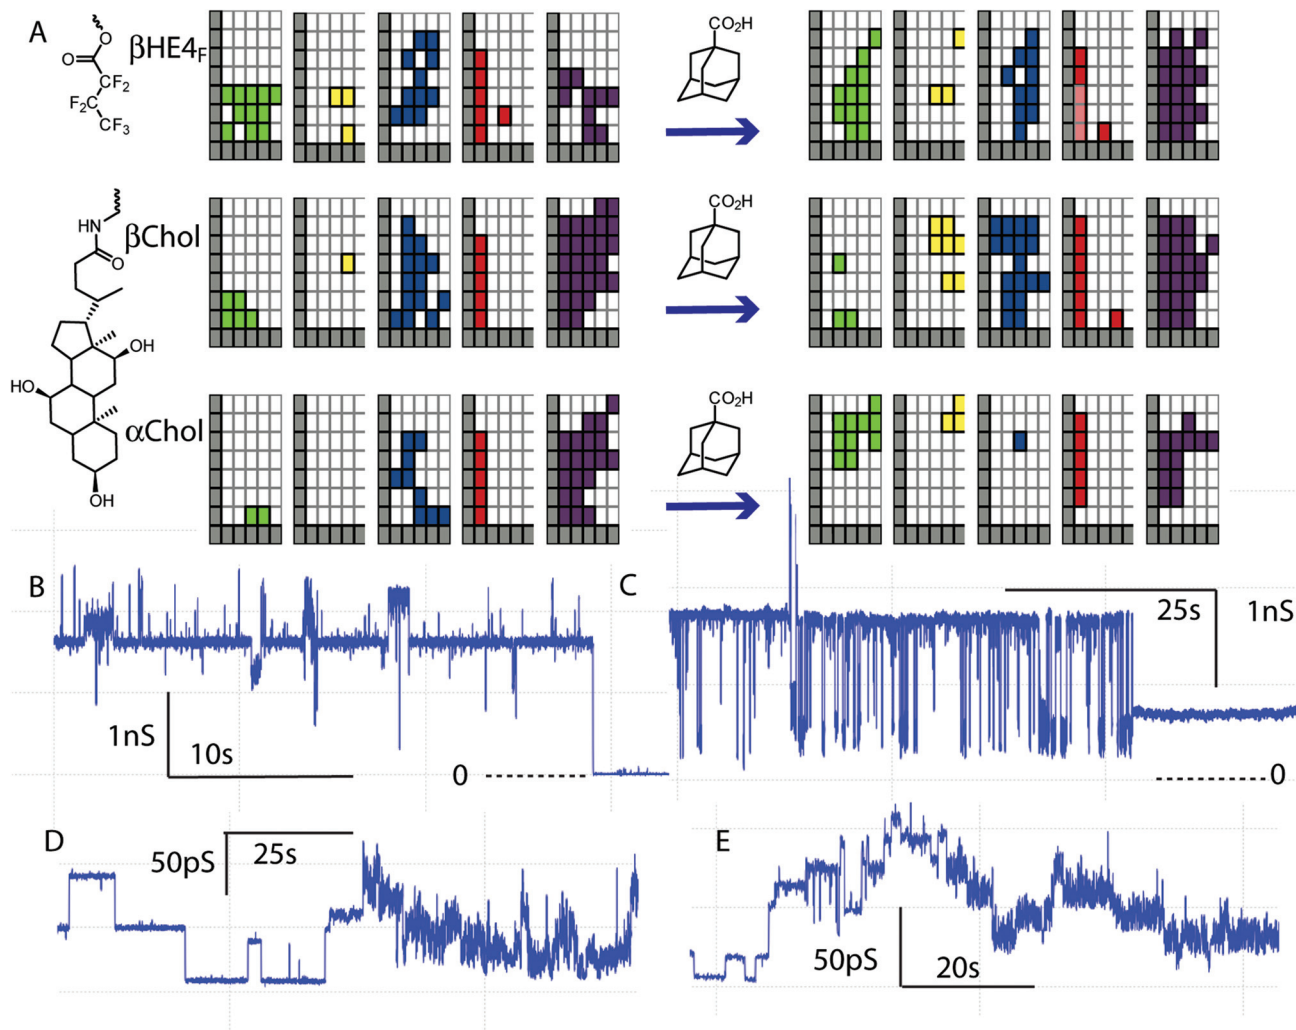 A
O
O
CF₂
F₂C
CF₃
βHE4F
CO₂H
HN
O
βChol
CO₂H
OH
HO
αChol
OH
CO₂H
B
1nS
10s
0
C
25s
1nS
0
D
50pS
25s
E
50pS
20s